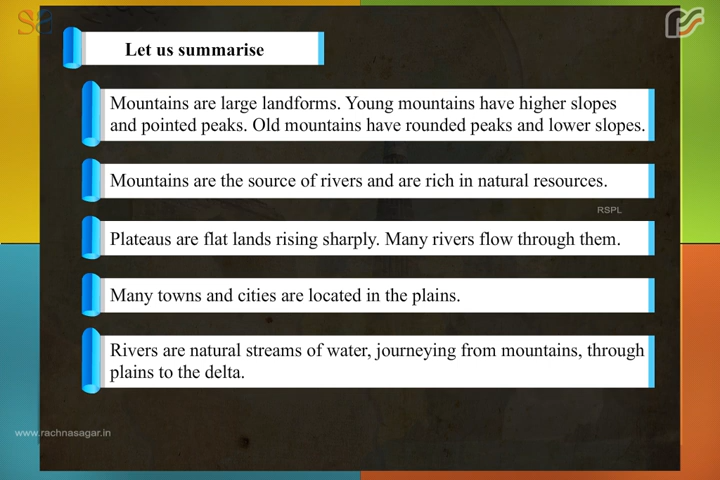 Let us summarise
Mountains are large landforms. Young mountains have higher slopes
and pointed peaks. Old mountains have rounded peaks and lower slopes.
Mountains are the source of rivers and are rich in natural resources.
RSPL
Plateaus are flat lands rising sharply. Many rivers flow through them.
Many towns and cities are located in the plains.
Rivers are natural streams of water, journeying from mountains, through
plains to the delta.
www.rachnasagar.in